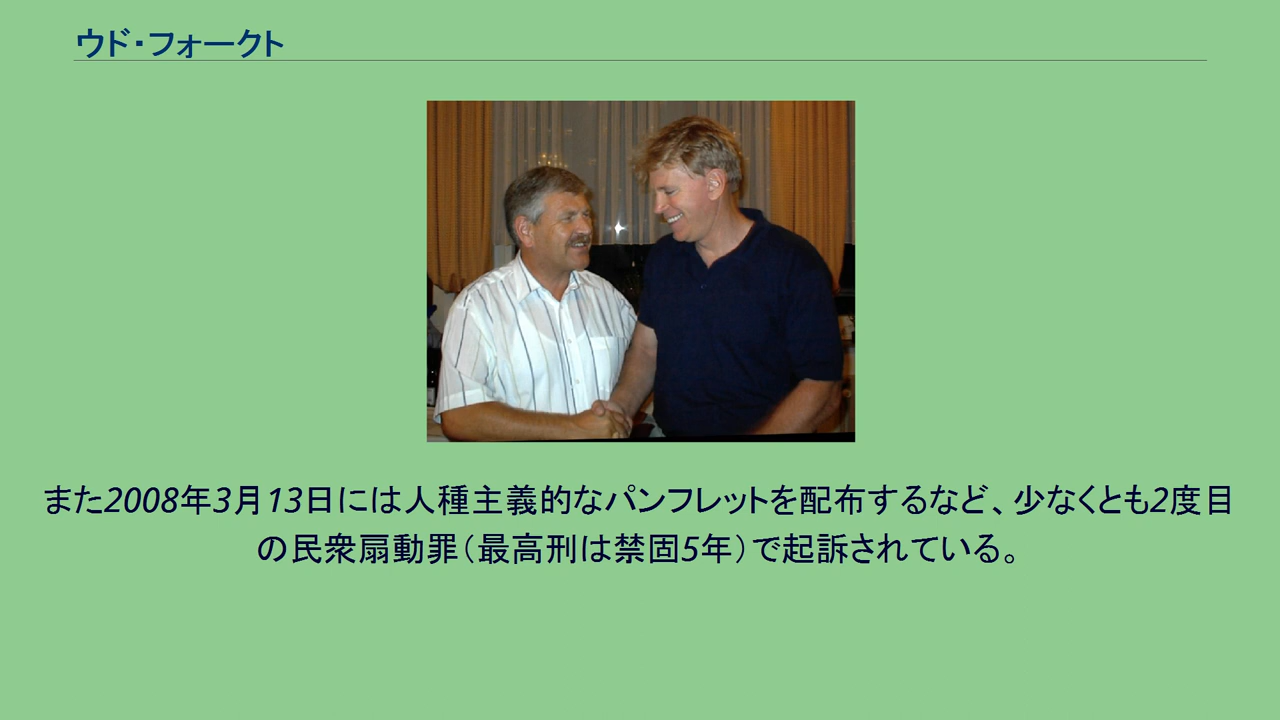 ウド・フォークト
また2008年3月13日には人種主義的なパンフレットを配布するなど、少なくとも2度目
の民衆扇動罪（最高刑は禁固5年）で起訴されている。